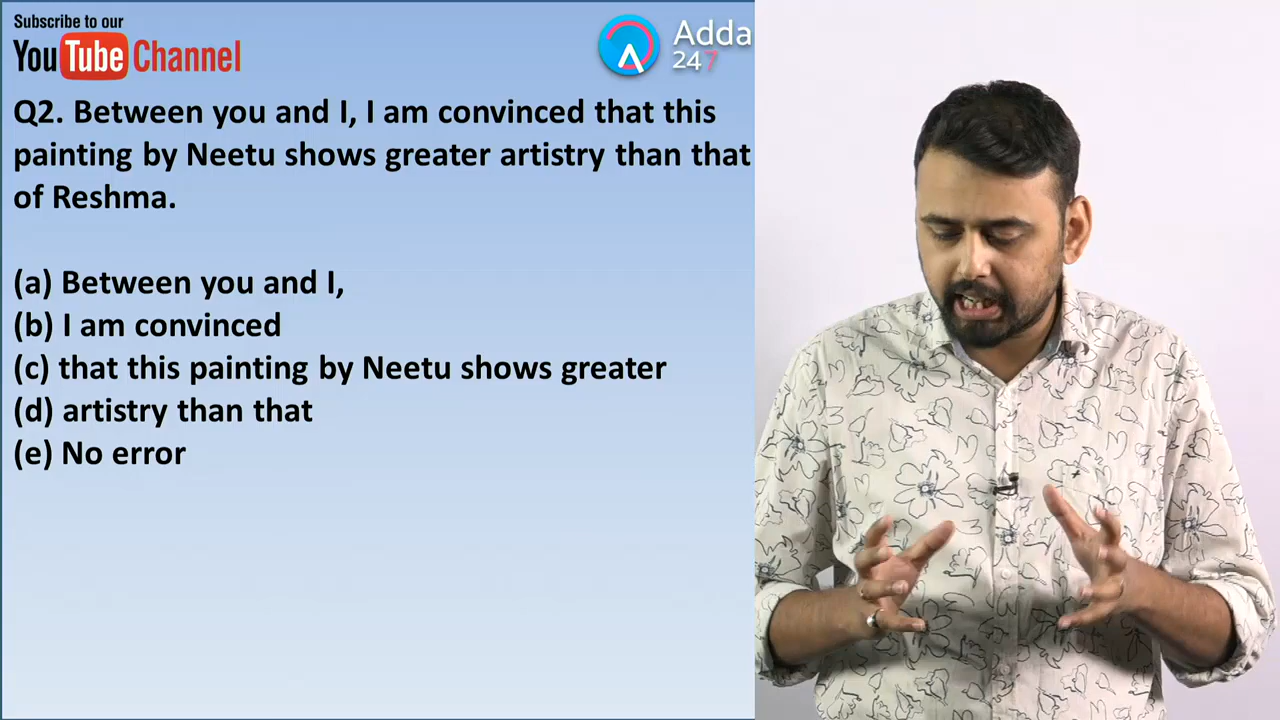 Subscribe to our
YouTube Channel
Adda
247
Q2. Between you and I, I am convinced that this
painting by Neetu shows greater artistry than that
of Reshma.
(a) Between you and I,
(b) I am convinced
(c) that this painting by Neetu shows greater
(d) artistry than that
(e) No error